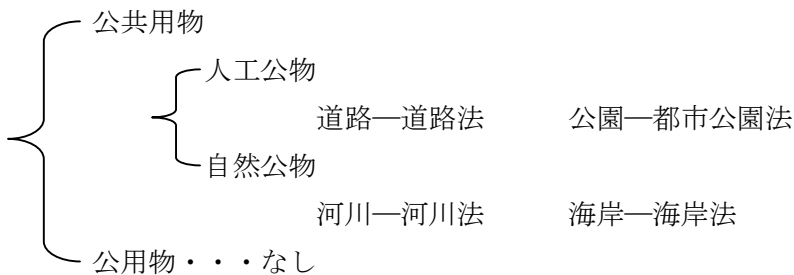 公共用物
人工公物
道路―道路法 公園―都市公園法
自然公物
河川―河川法 海岸―海岸法
公用物・・・なし